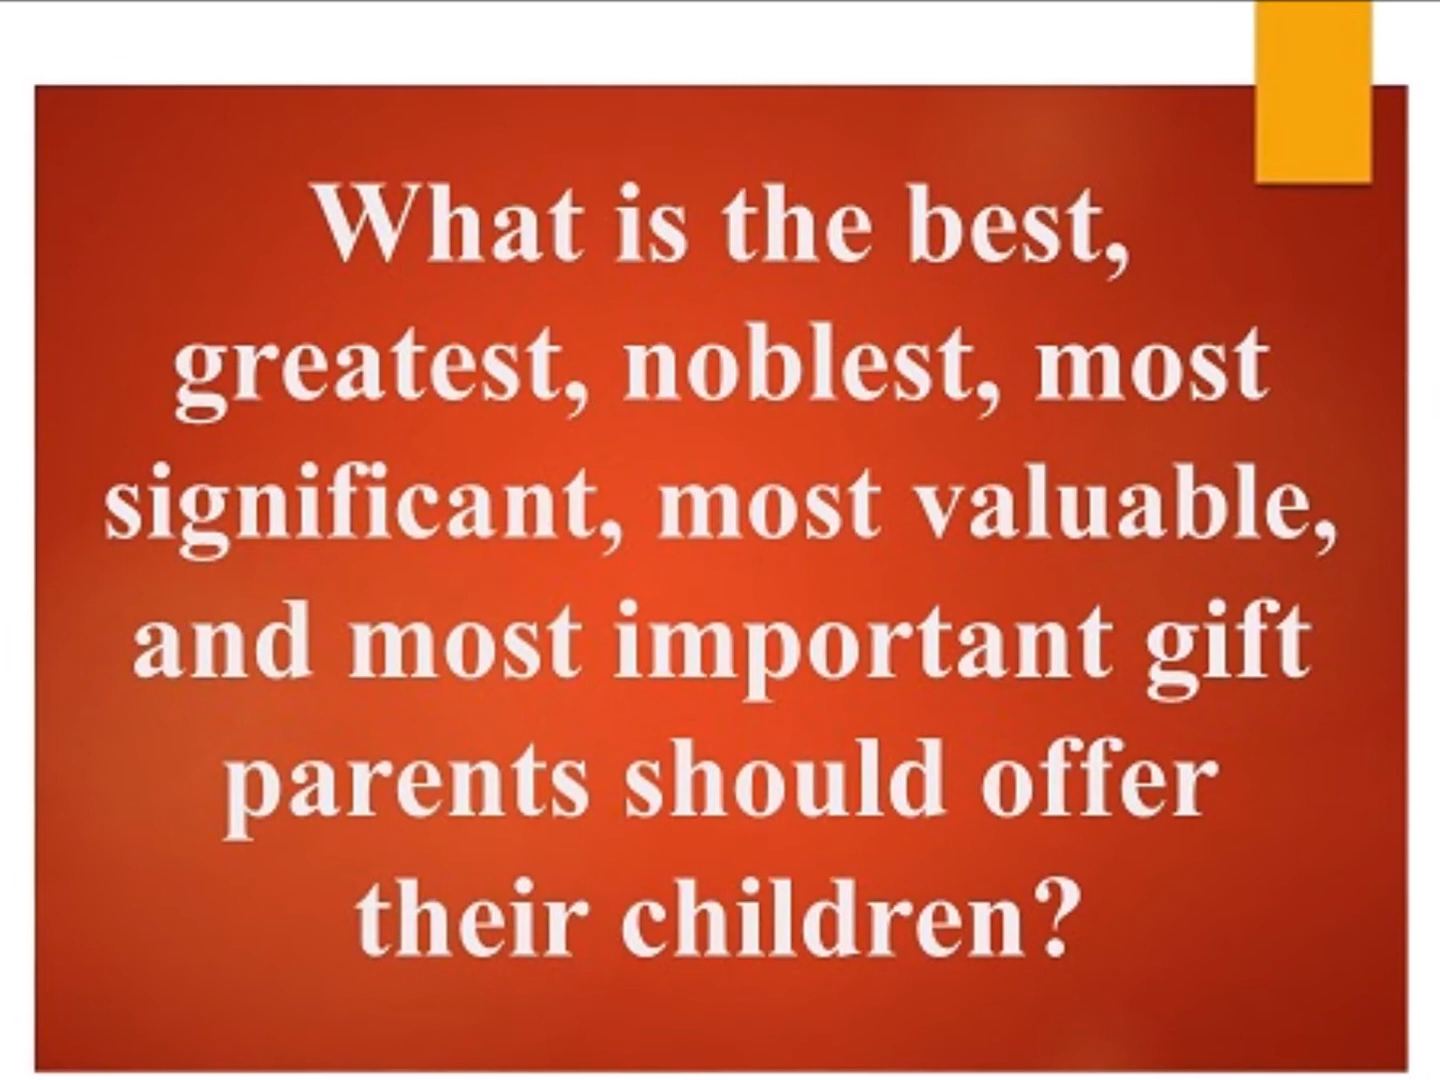 What is the best,
greatest, noblest, most
significant, most valuable,
and most important gift
parents should offer
their children?